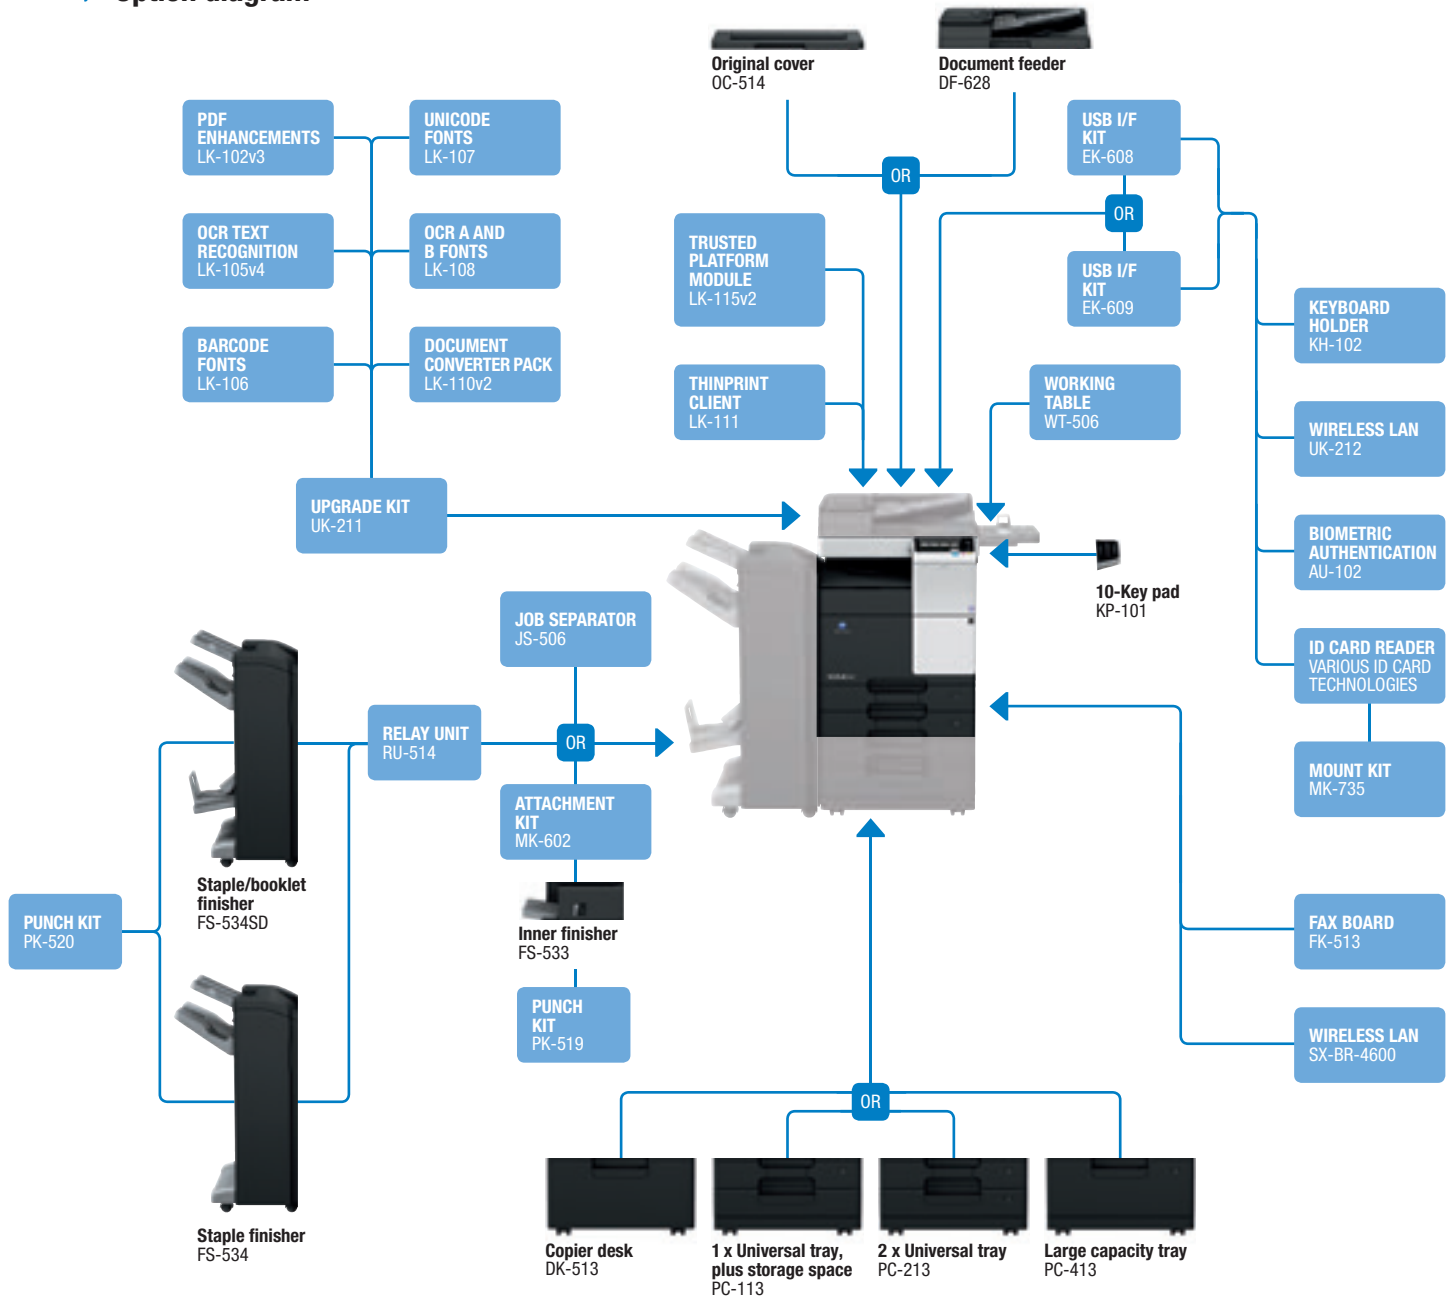 Option diagram
Original cover
OC-514
Document feeder
DF-628
PDF
ENHANCEMENTS
LK-102v3
UNICODE
FONTS
LK-107
USB I/F
KIT
EK-608
OR
OR
OCR TEXT
RECOGNITION
LK-105v4
OCR A AND
B FONTS
LK-108
TRUSTED
PLATFORM
MODULE
LK-115v2
USB I/F
KIT
EK-609
KEYBOARD
HOLDER
KH-102
BARCODE
FONTS
LK-106
DOCUMENT
CONVERTER PACK
LK-110v2
THINPRINT
CLIENT
LK-111
WORKING
TABLE
WT-506
WIRELESS LAN
UK-212
UPGRADE KIT
UK-211
BIOMETRIC
AUTHENTICATION
AU-102
10-Key pad
KP-101
JOB SEPARATOR
JS-506
ID CARD READER
VARIOUS ID CARD
TECHNOLOGIES
RELAY UNIT
RU-514
OR
MOUNT KIT
MK-735
ATTACHMENT
KIT
MK-602
Staple/booklet
finisher
FS-534SD
PUNCH KIT
PK-520
Inner finisher
FS-533
FAX BOARD
FK-513
PUNCH
KIT
PK-519
WIRELESS LAN
SX-BR-4600
OR
Staple finisher
FS-534
Copier desk
DK-513
1 x Universal tray,
plus storage space
PC-113
2 x Universal tray
PC-213
Large capacity tray
PC-413